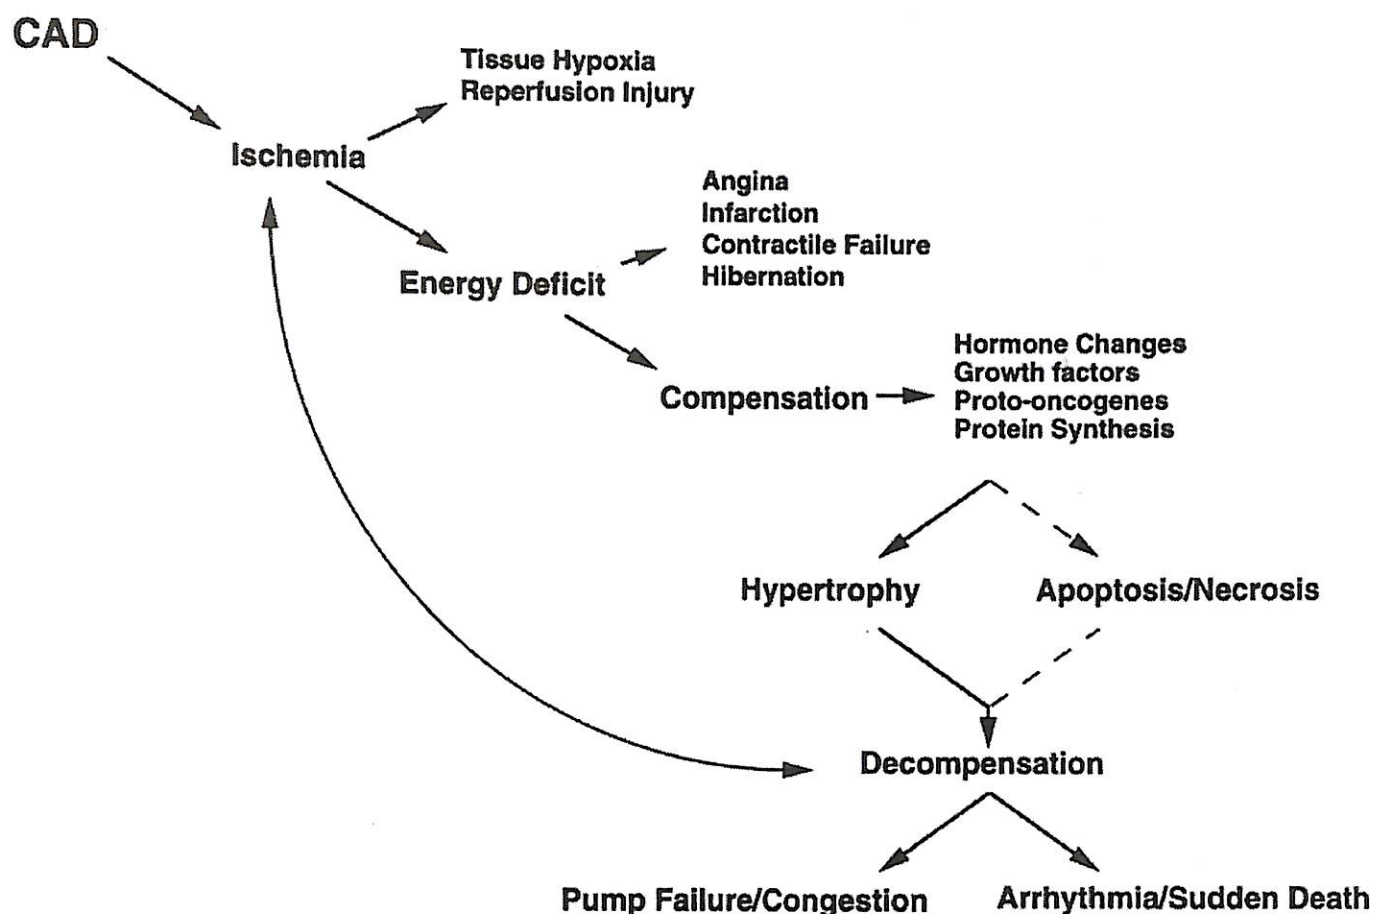 CAD
Tissue Hypoxia
Reperfusion Injury
Ischemia
Angina
Infarction
Contractile Failure
Hibernation
Energy Deficit
Hormone Changes
Growth factors
Proto-oncogenes
Protein Synthesis
Compensation
Hypertrophy
Apoptosis/Necrosis
Decompensation
Pump Failure/Congestion
Arrhythmia/Sudden Death